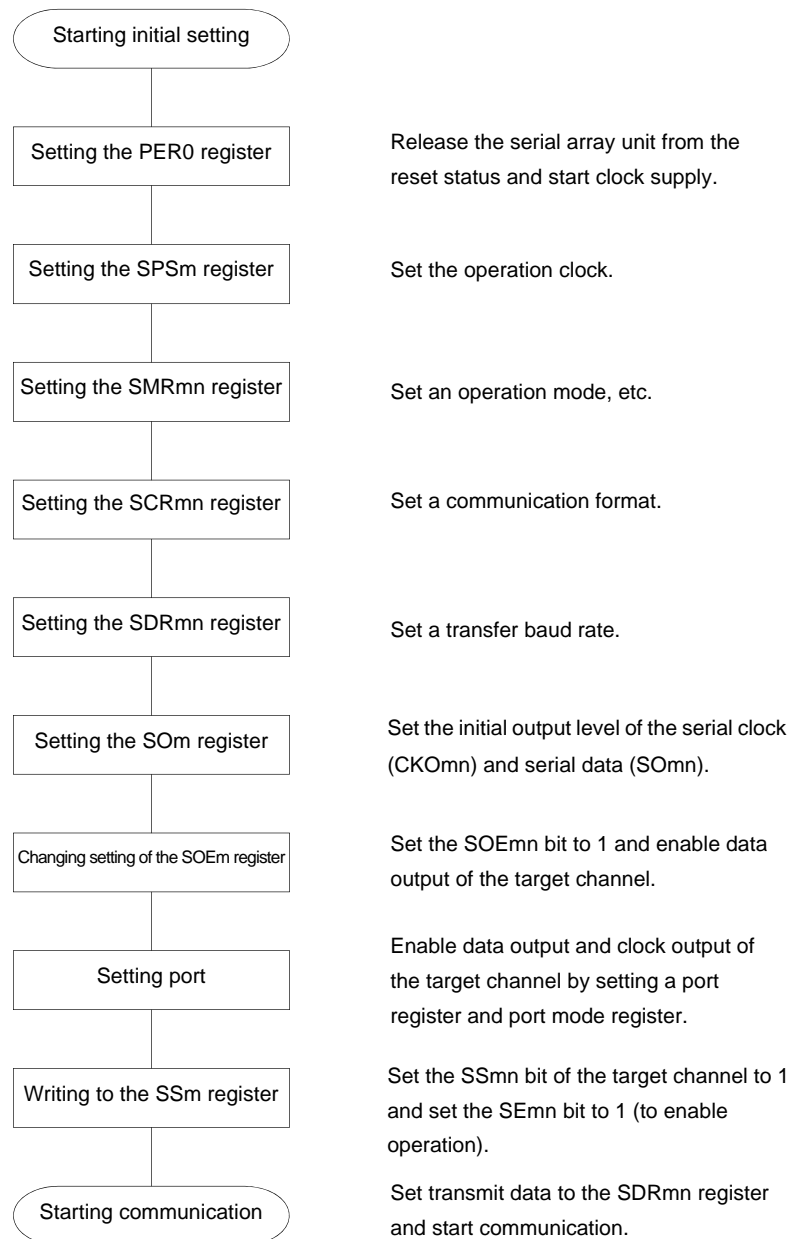 Starting initial setting
Setting the PER0 register
Release the serial array unit from the
reset status and start clock supply.
Setting the SPSm register
Set the operation clock.
Setting the SMRmn register
Set an operation mode, etc.
Setting the SCRmn register
Set a communication format.
Setting the SDRmn register
Set a transfer baud rate.
Setting the SOm register
Set the initial output level of the serial clock
(CKOmn) and serial data (SOmn).
Changing setting of the SOEm register
Set the SOEmn bit to 1 and enable data
output of the target channel.
Setting port
Enable data output and clock output of
the target channel by setting a port
register and port mode register.
Writing to the SSm register
Set the SSmn bit of the target channel to 1
and set the SEmn bit to 1 (to enable
operation).
Starting communication
Set transmit data to the SDRmn register
and start communication.